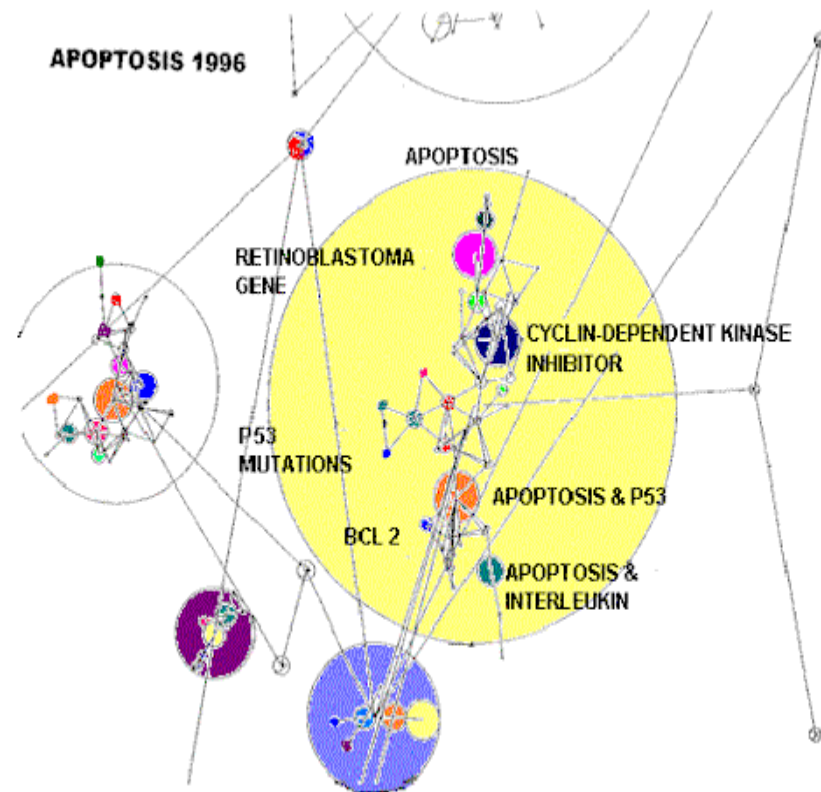 APOPTOSIS 1996
APOPTOSIS
RETINOBLASTOMA
GENE
CYCLIN-DEPENDENT KINASE
INHIBITOR
P53
MUTATIONS
APOPTOSIS & P53
BCL 2
APOPTOSIS &
INTERLEUKIN